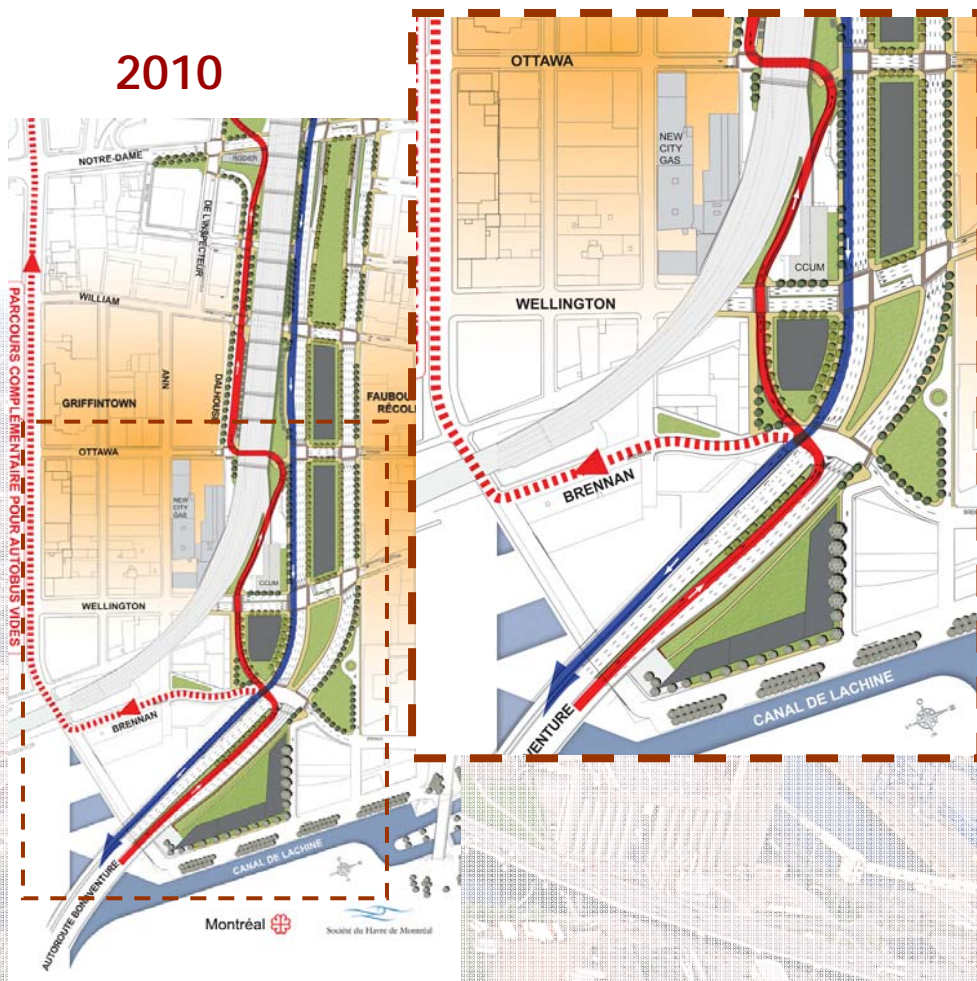 2010
NOTRE-DAME
RODIER
DE L'INSPECTEUR
WILLIAM
ANN
DALHOUSIE
GRIFFINTOWN
FAUBOU
RÉCOL
OTTAWA
NEW
CITY
GAS
CCUM
WELLINGTON
BRENNAN
PARCOURS COMPLÉMENTAIRE POUR AUTOBUS VIDES
CANAL DE LACHINE
AUTOROUTE BONAVENTURE
Montréal
Société du Havre de Montréal
OTTAWA
NEW
CITY
GAS
CCUM
WELLINGTON
BRENNAN
CANAL DE LACHINE
VENTURE